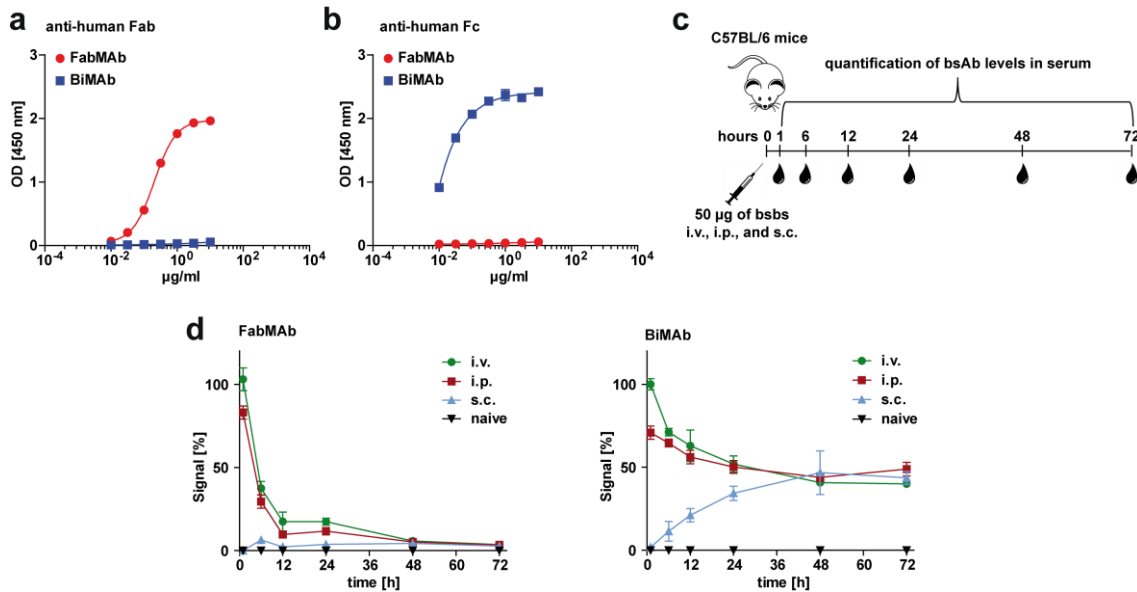 a
anti-human Fab
FabMAb
BiMAb
3
2
1
0
OD [450 nm]
10-4
10-2
100
102
104
µg/ml
b
anti-human Fc
FabMAb
BiMAb
3
2
1
0
OD [450 nm]
10-4
10-2
100
102
104
µg/ml
c
C57BL/6 mice
quantification of bsAb levels in serum
hours 0 1 6 12 24 48 72
50 µg of bsbs
i.v., i.p., and s.c.
d
FabMAb
i.v.
i.p.
s.c.
naive
100
50
0
Signal [%]
0 12 24 36 48 60 72
time [h]
BiMAb
i.v.
i.p.
s.c.
naive
100
50
0
Signal [%]
0 12 24 36 48 60 72
time [h]